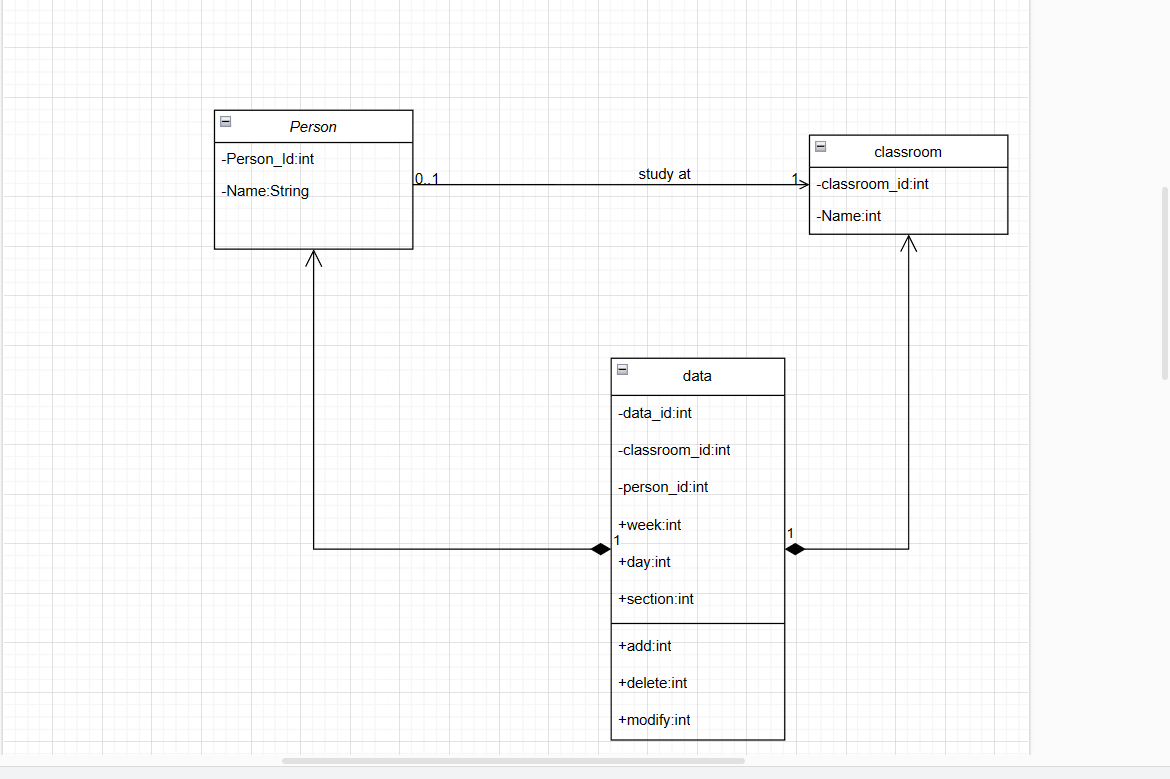 Person
-Person_Id:int
-Name:String
0..1
study at
1
classroom
-classroom_id:int
-Name:int
data
-data_id:int
-classroom_id:int
-person_id:int
+week:int
1
1
+day:int
+section:int
+add:int
+delete:int
+modify:int